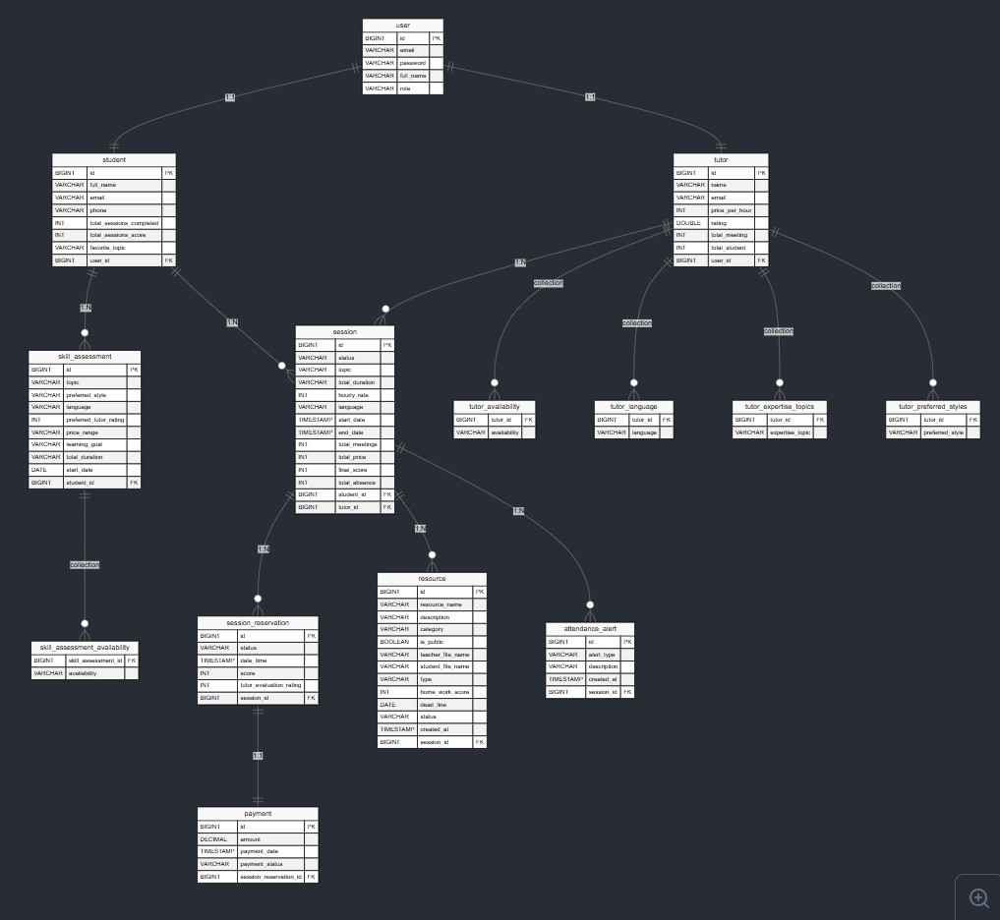 user
BIGINT id PK
VARCHAR email
VARCHAR password
VARCHAR full_name
VARCHAR role
1:1
1:1
student
BIGINT id PK
VARCHAR full_name
VARCHAR email
VARCHAR phone
INT total_sessions_completed
INT total_sessions_score
VARCHAR favorite_topic
BIGINT user_id FK
tutor
BIGINT id PK
VARCHAR name
VARCHAR email
INT price_per_hour
DOUBLE rating
INT total_meeting
INT total_student
BIGINT user_id FK
1:N
1:N
1:N
collection
collection
collection
collection
skill_assessment
BIGINT id PK
VARCHAR topic
VARCHAR preferred_style
VARCHAR language
INT preferred_tutor_rating
VARCHAR price_range
VARCHAR learning_goal
VARCHAR total_duration
DATE start_date
BIGINT student_id FK
session
BIGINT id PK
VARCHAR status
VARCHAR topic
VARCHAR total_duration
INT hourly_rate
VARCHAR language
TIMESTAMP start_date
TIMESTAMP end_date
INT total_meetings
INT total_price
INT final_score
INT total_absence
BIGINT student_id FK
BIGINT tutor_id FK
tutor_availability
BIGINT tutor_id FK
VARCHAR availability
tutor_language
BIGINT tutor_id FK
VARCHAR language
tutor_expertise_topics
BIGINT tutor_id FK
VARCHAR expertise_topic
tutor_preferred_styles
BIGINT tutor_id FK
VARCHAR preferred_style
collection
1:N
1:N
1:N
skill_assessment_availability
BIGINT skill_assessment_id FK
VARCHAR availability
session_reservation
BIGINT id PK
VARCHAR status
TIMESTAMP date_time
INT score
INT tutor_evaluation_rating
BIGINT session_id FK
resource
BIGINT id PK
VARCHAR resource_name
VARCHAR description
VARCHAR category
BOOLEAN is_public
VARCHAR teacher_file_name
VARCHAR student_file_name
VARCHAR type
INT home_work_score
DATE dead_line
VARCHAR status
TIMESTAMP created_at
BIGINT session_id FK
attendance_alert
BIGINT id PK
VARCHAR alert_type
VARCHAR description
TIMESTAMP created_at
BIGINT session_id FK
1:1
payment
BIGINT id PK
DECIMAL amount
TIMESTAMP payment_date
VARCHAR payment_status
BIGINT session_reservation_id FK